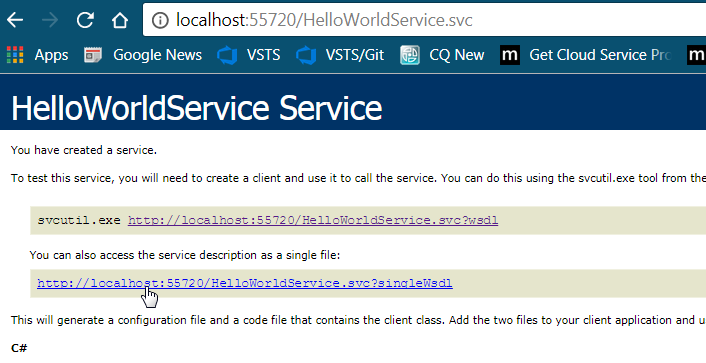 localhost:55720/HelloWorldService.svc
Apps Google News VSTS VSTS/Git CQ New m Get Cloud Service Pro
HelloWorldService Service
You have created a service.
To test this service, you will need to create a client and use it to call the service. You can do this using the svcutil.exe tool from the
svcutil.exe http://localhost:55720/HelloWorldService.svc?wsdl
You can also access the service description as a single file:
http://localhost:55720/HelloWorldService.svc?singleWsdl
This will generate a configuration file and a code file that contains the client class. Add the two files to your client application and u
C#